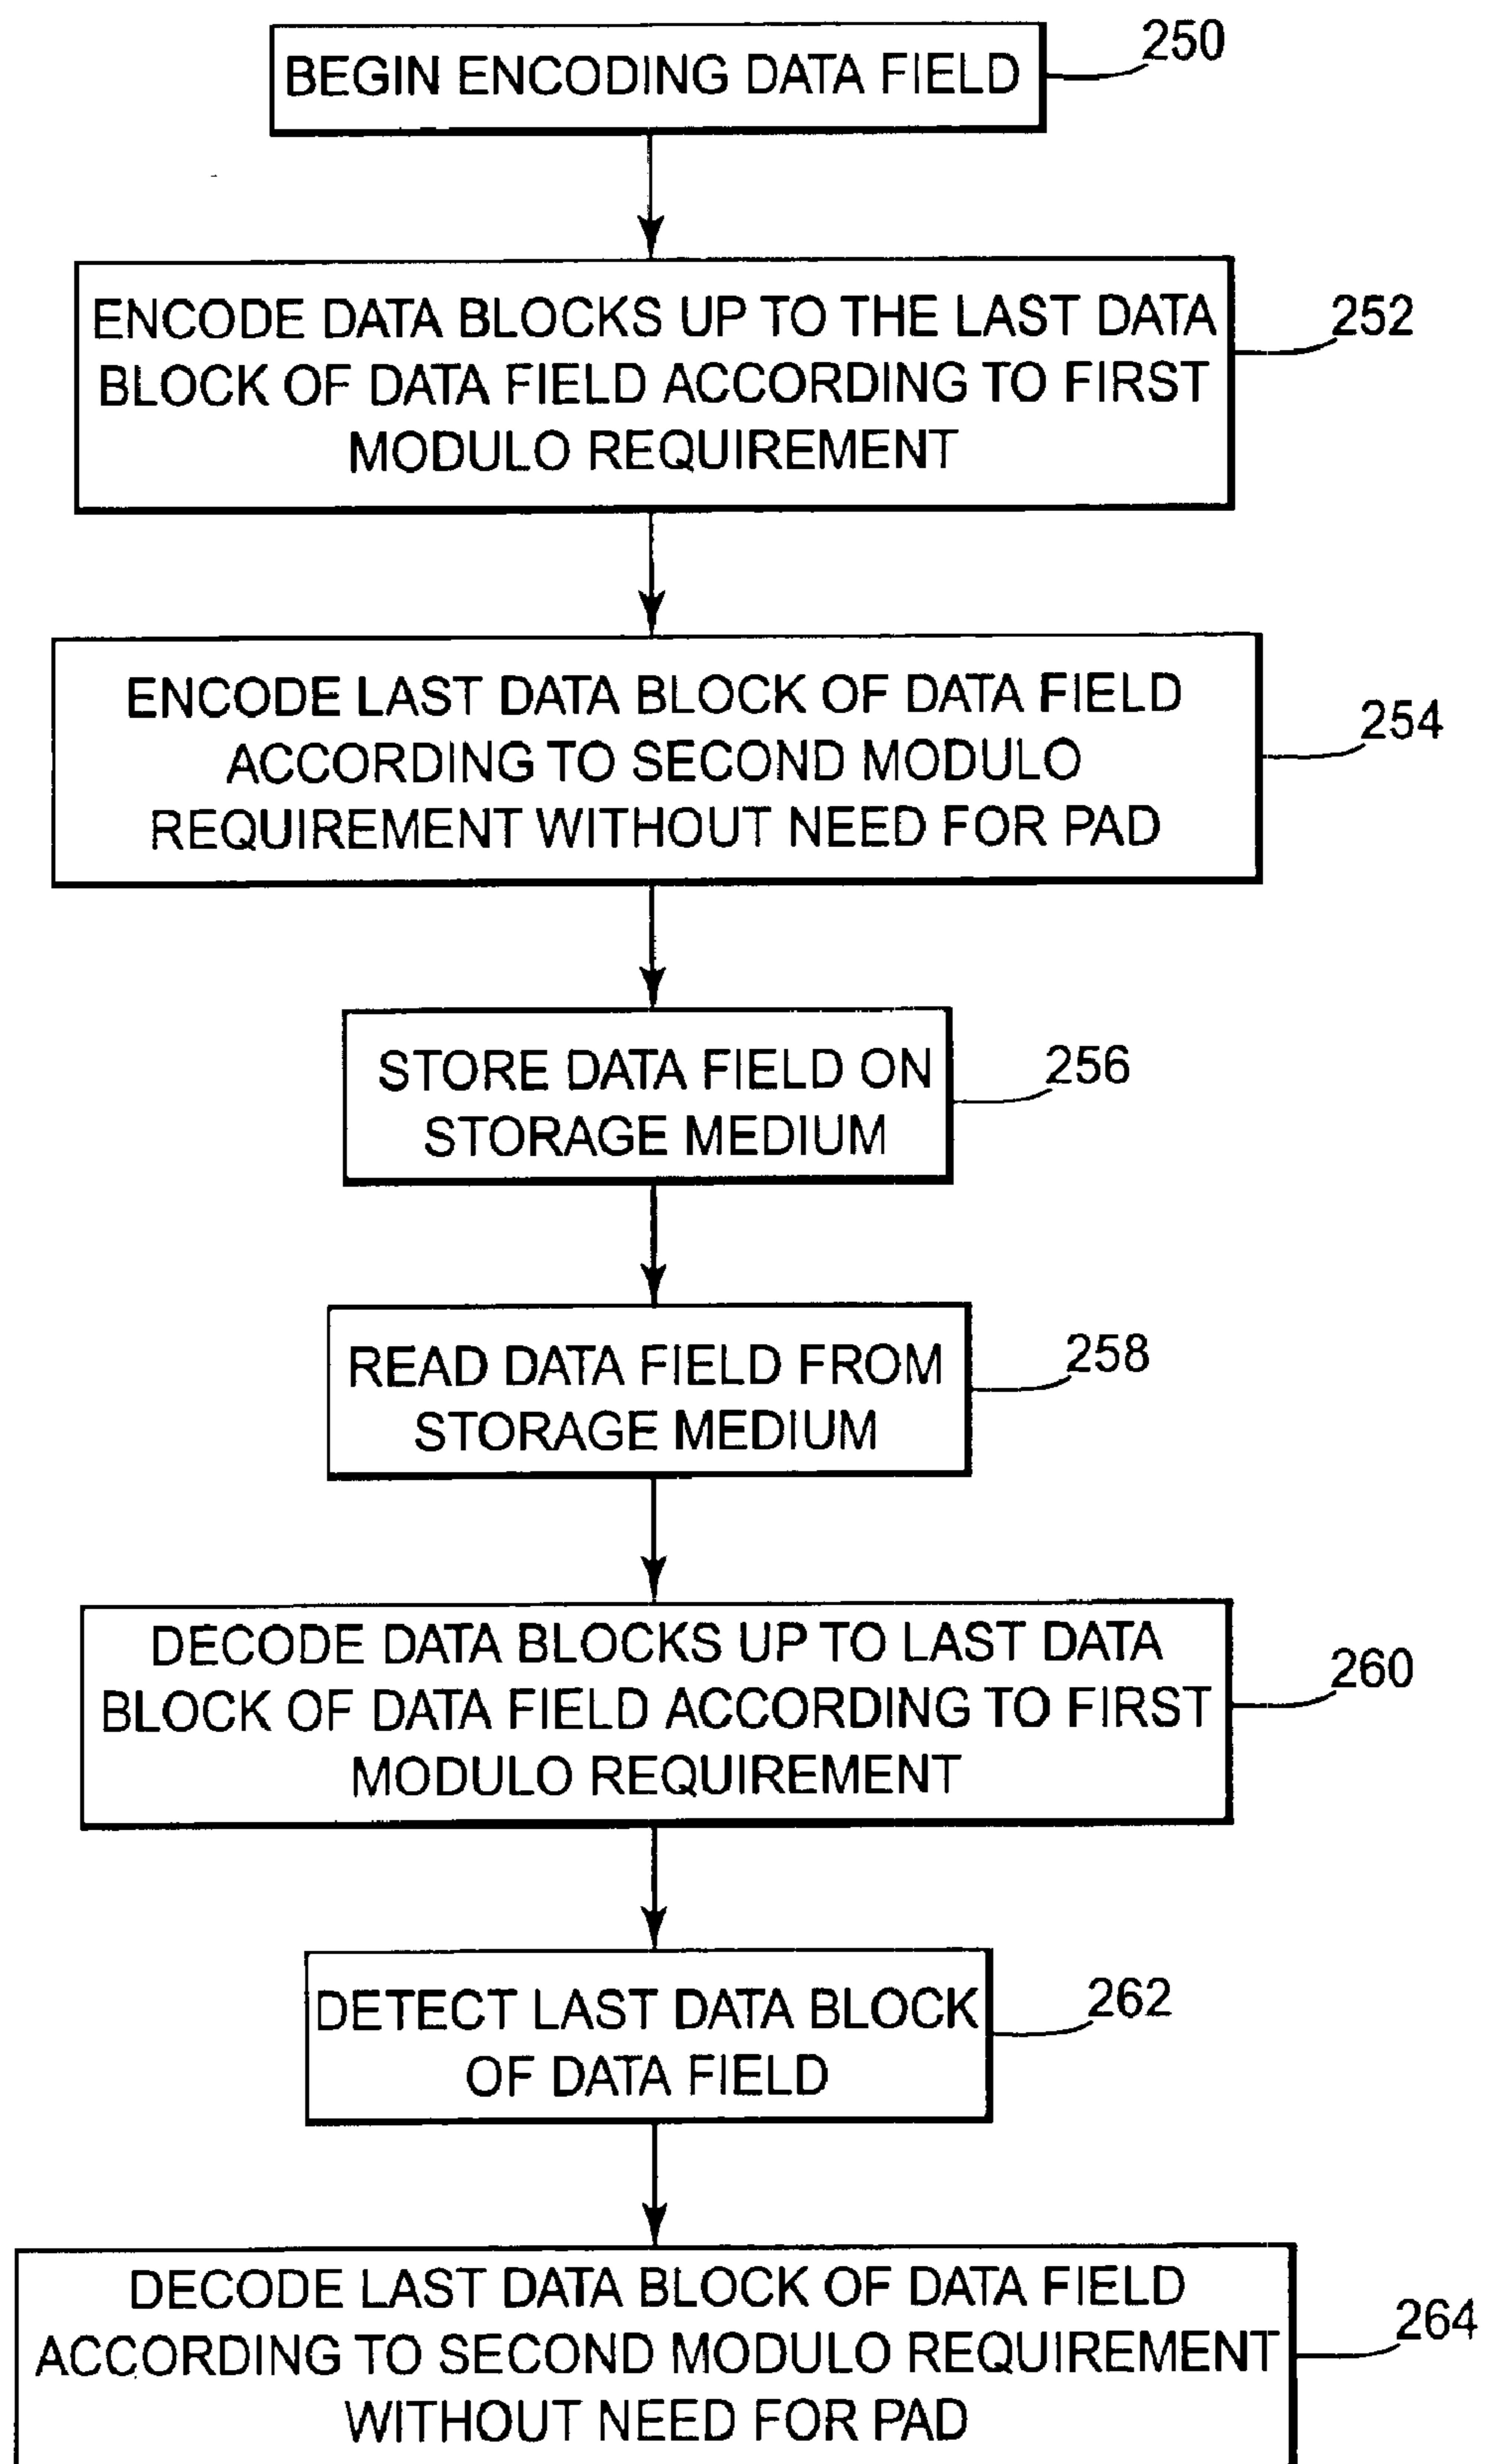 BEGIN ENCODING DATA FIELD
250
ENCODE DATA BLOCKS UP TO THE LAST DATA
BLOCK OF DATA FIELD ACCORDING TO FIRST
MODULO REQUIREMENT
252
ENCODE LAST DATA BLOCK OF DATA FIELD
ACCORDING TO SECOND MODULO
REQUIREMENT WITHOUT NEED FOR PAD
254
STORE DATA FIELD ON
STORAGE MEDIUM
256
READ DATA FIELD FROM
STORAGE MEDIUM
258
DECODE DATA BLOCKS UP TO LAST DATA
BLOCK OF DATA FIELD ACCORDING TO FIRST
MODULO REQUIREMENT
260
DETECT LAST DATA BLOCK
OF DATA FIELD
262
DECODE LAST DATA BLOCK OF DATA FIELD
ACCORDING TO SECOND MODULO REQUIREMENT
WITHOUT NEED FOR PAD
264